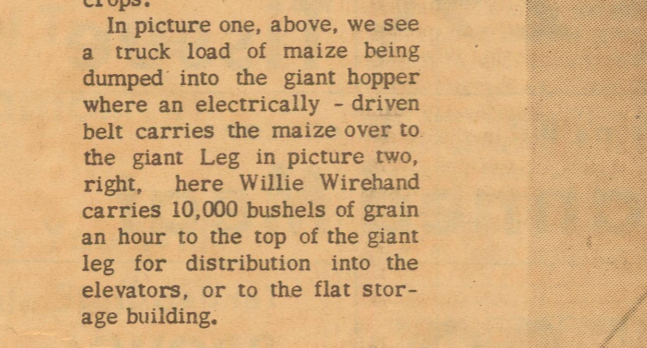 crops.
In picture one, above, we see
a truck load of maize being
dumped into the giant hopper
where an electrically - driven
belt carries the maize over to
the giant Leg in picture two,
right, here Willie Wirehand
carries 10,000 bushels of grain
an hour to the top of the giant
leg for distribution into the
elevators, or to the flat stor-
age building.